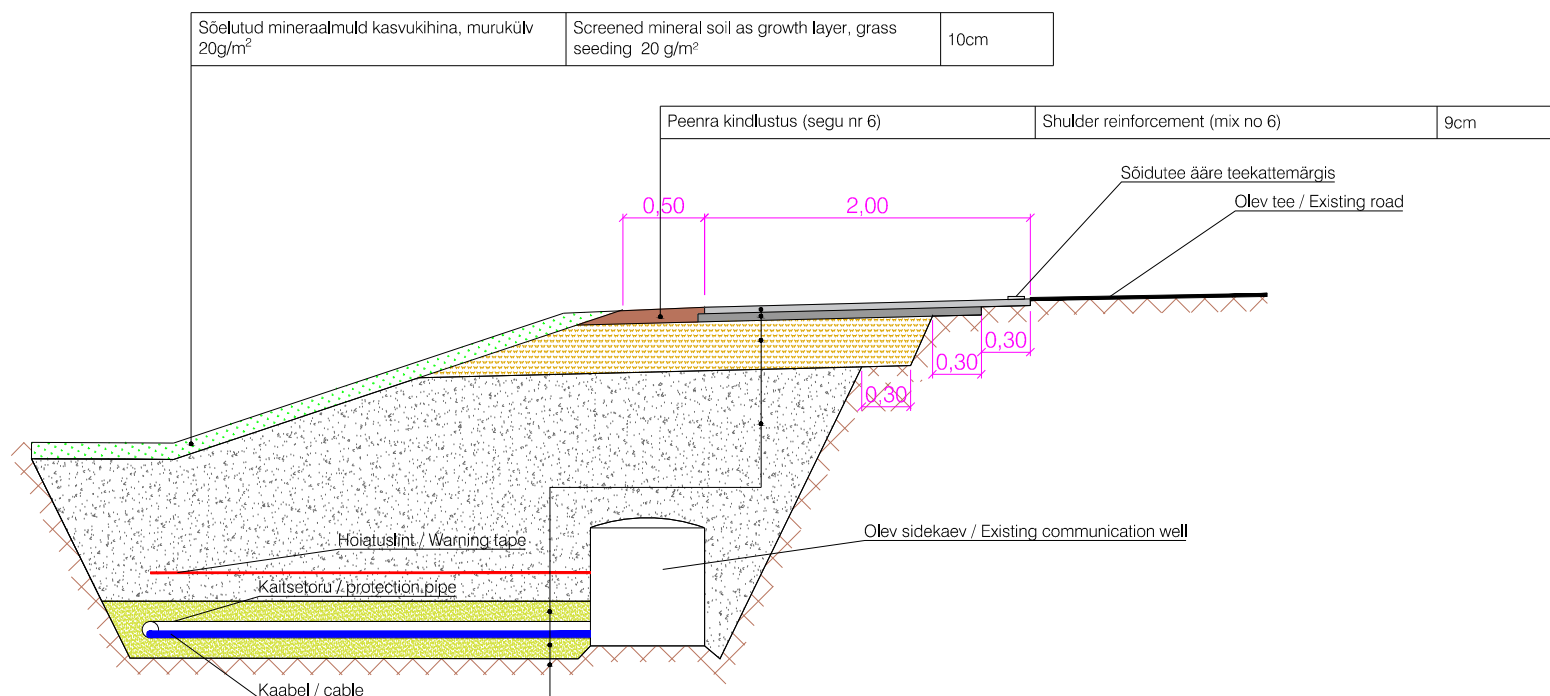 Sõelutud mineraalmuld kasvukihina, murukülv
20g/m²
Screened mineral soil as growth layer, grass
seeding 20 g/m²
10cm
Peenra kindlustus (segu nr 6)
Shulder reinforcement (mix no 6)
9cm
Sõidutee ääre teekattemärgis
0,50
2,00
Olev tee / Existing road
0,30
0,30
0,30
Olev sidekaev / Existing communication well
Hoiatuslint / Warning tape
Kaitsetoru / protection pipe
Kaabel / cable